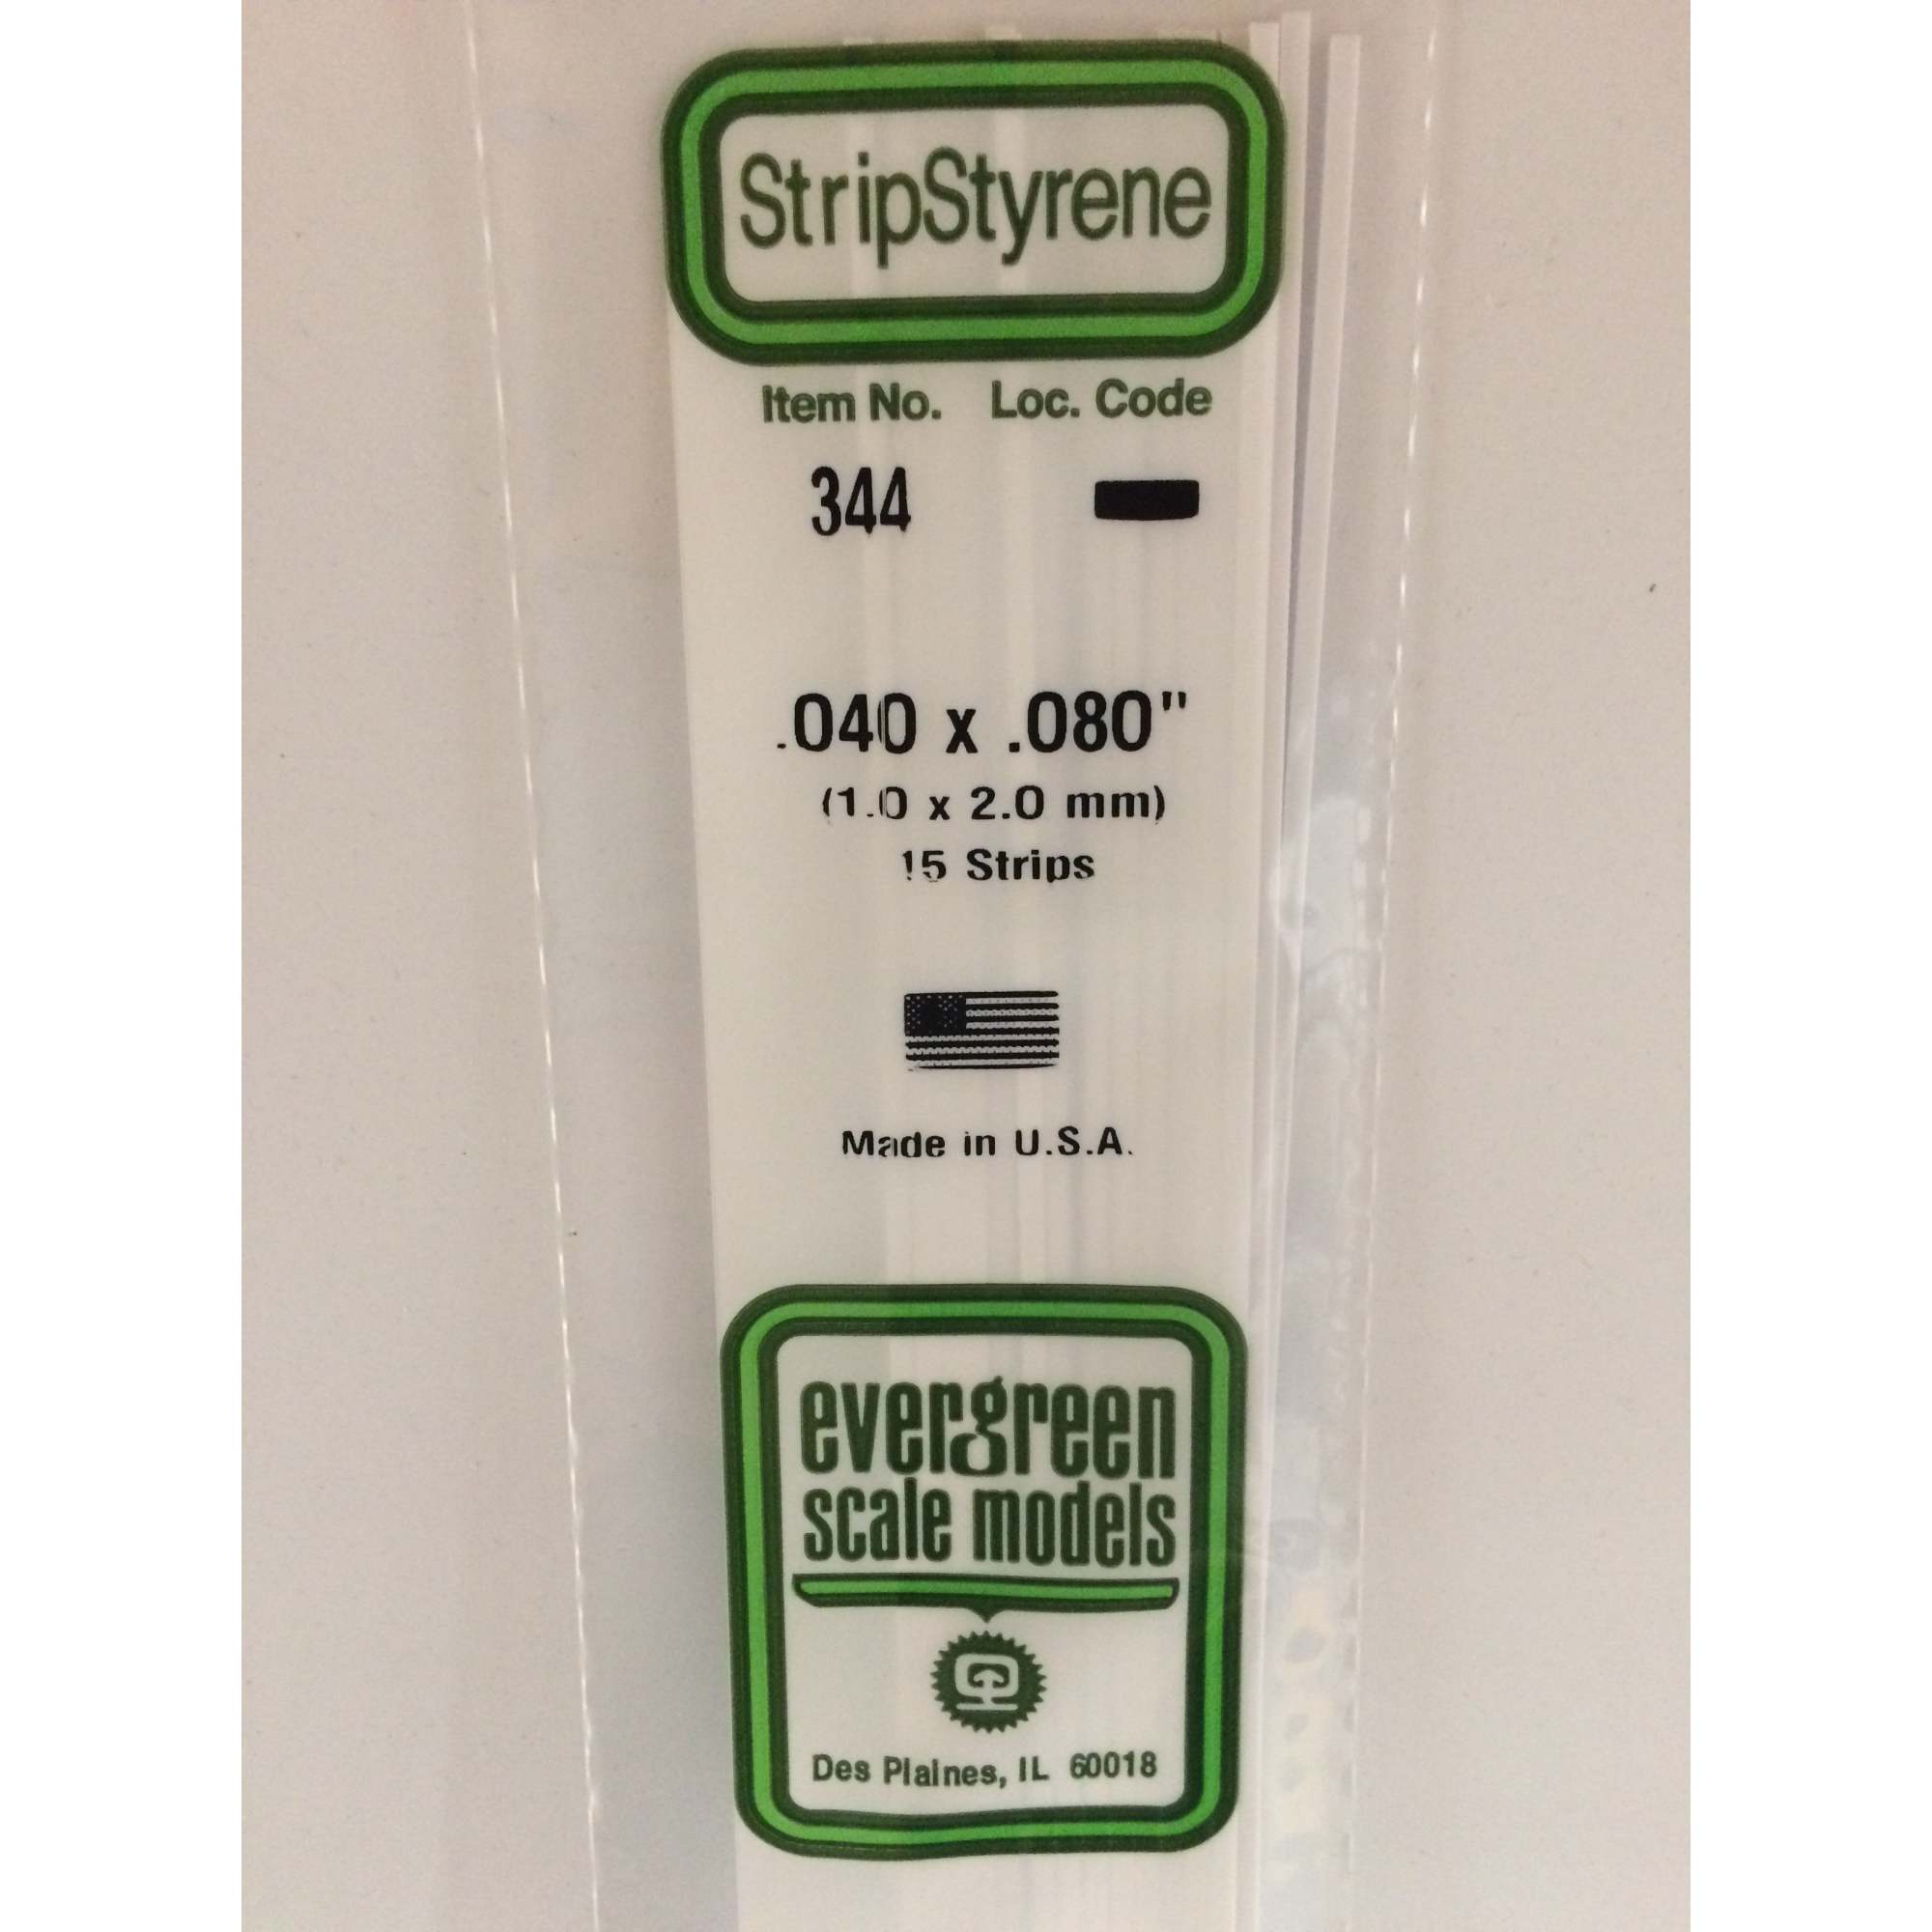 StripStyrene
Item No. Loc. Code
344
.040 x .080"
(1.0 x 2.0 mm)
15 Strips
Made in U.S.A.
evergreen
scale models
Des Plaines, IL 60018